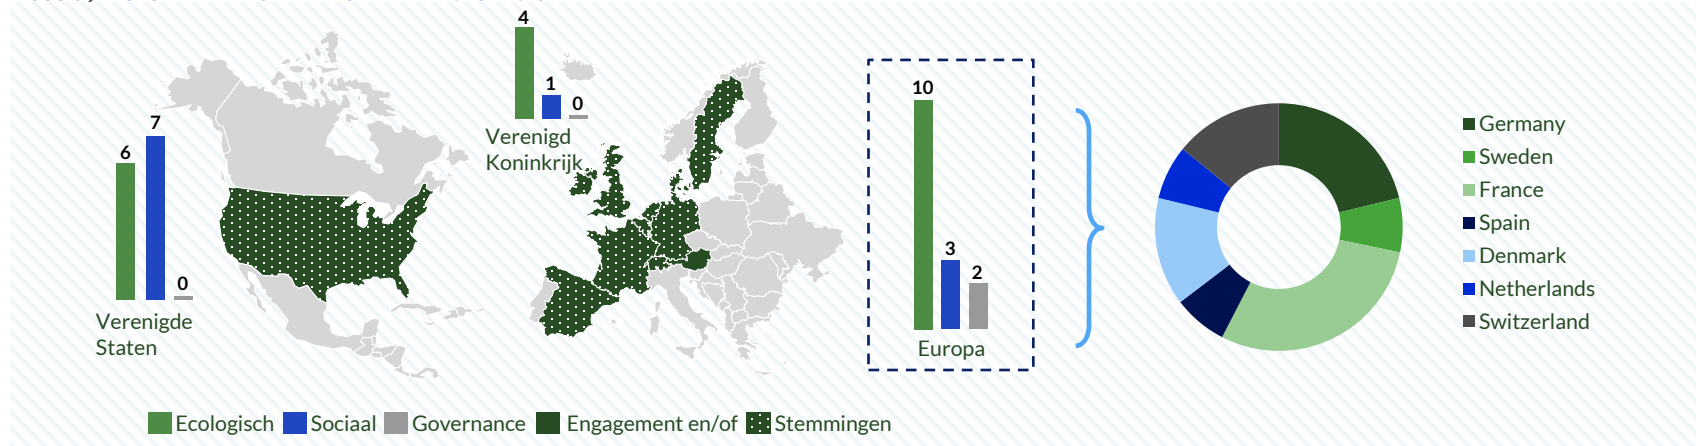 4
1
0
Verenigd
Koninkrijk
6
7
0
Verenigde
Staten
10
3
2
Europa
Germany
Sweden
France
Spain
Denmark
Netherlands
Switzerland
Ecologisch Sociaal Governance Engagement en/of Stemmingen